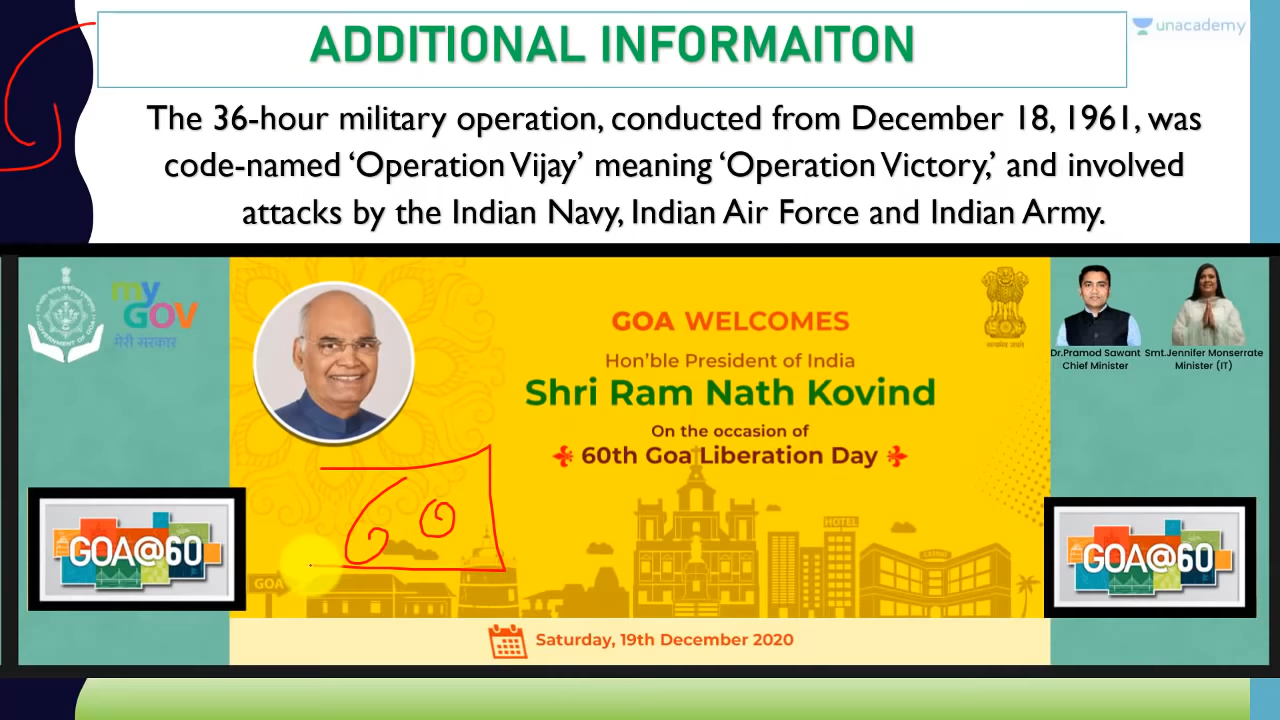 ADDITIONAL INFORMAITON
unacademy
The 36-hour military operation, conducted from December 18, 1961, was
code-named ‘Operation Vijay’ meaning ‘Operation Victory,’ and involved
attacks by the Indian Navy, Indian Air Force and Indian Army.
my
GOV
मेरी सरकार
GOA WELCOMES
Hon'ble President of India
Shri Ram Nath Kovind
On the occasion of
60th Goa Liberation Day
सत्यमेव जयते
Dr.Pramod Sawant
Chief Minister
Smt.Jennifer Monserrate
Minister (IT)
GOA@60
60
GOA
HOTEL
CASINO
GOA@60
Saturday, 19th December 2020